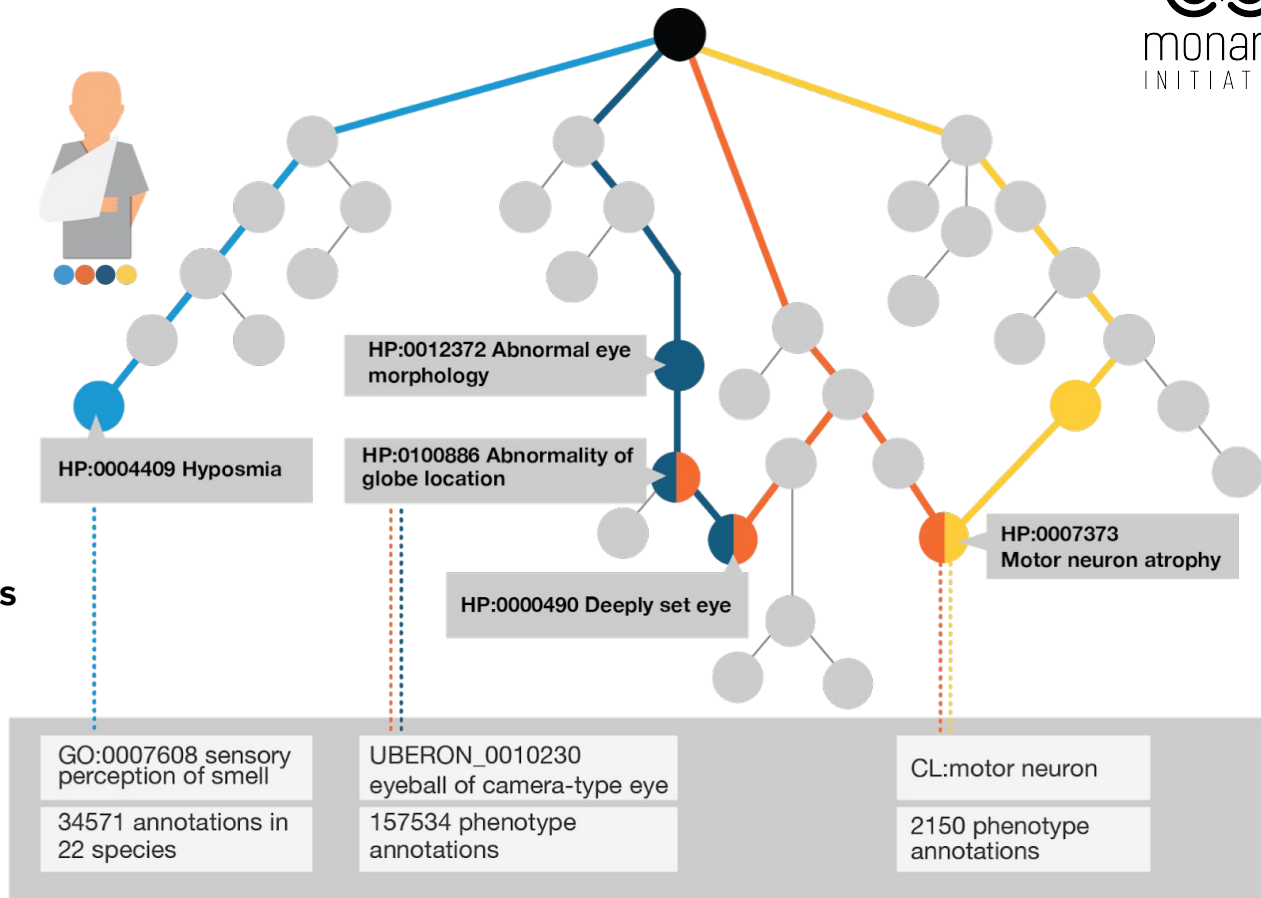 monar
INITIAT
HP:0012372 Abnormal eye
morphology
HP:0004409 Hyposmia
HP:0100886 Abnormality of
globe location
HP:0007373
Motor neuron atrophy
s
HP:0000490 Deeply set eye
GO:0007608 sensory
perception of smell
34571 annotations in
22 species
UBERON_0010230
eyeball of camera-type eye
157534 phenotype
annotations
CL:motor neuron
2150 phenotype
annotations